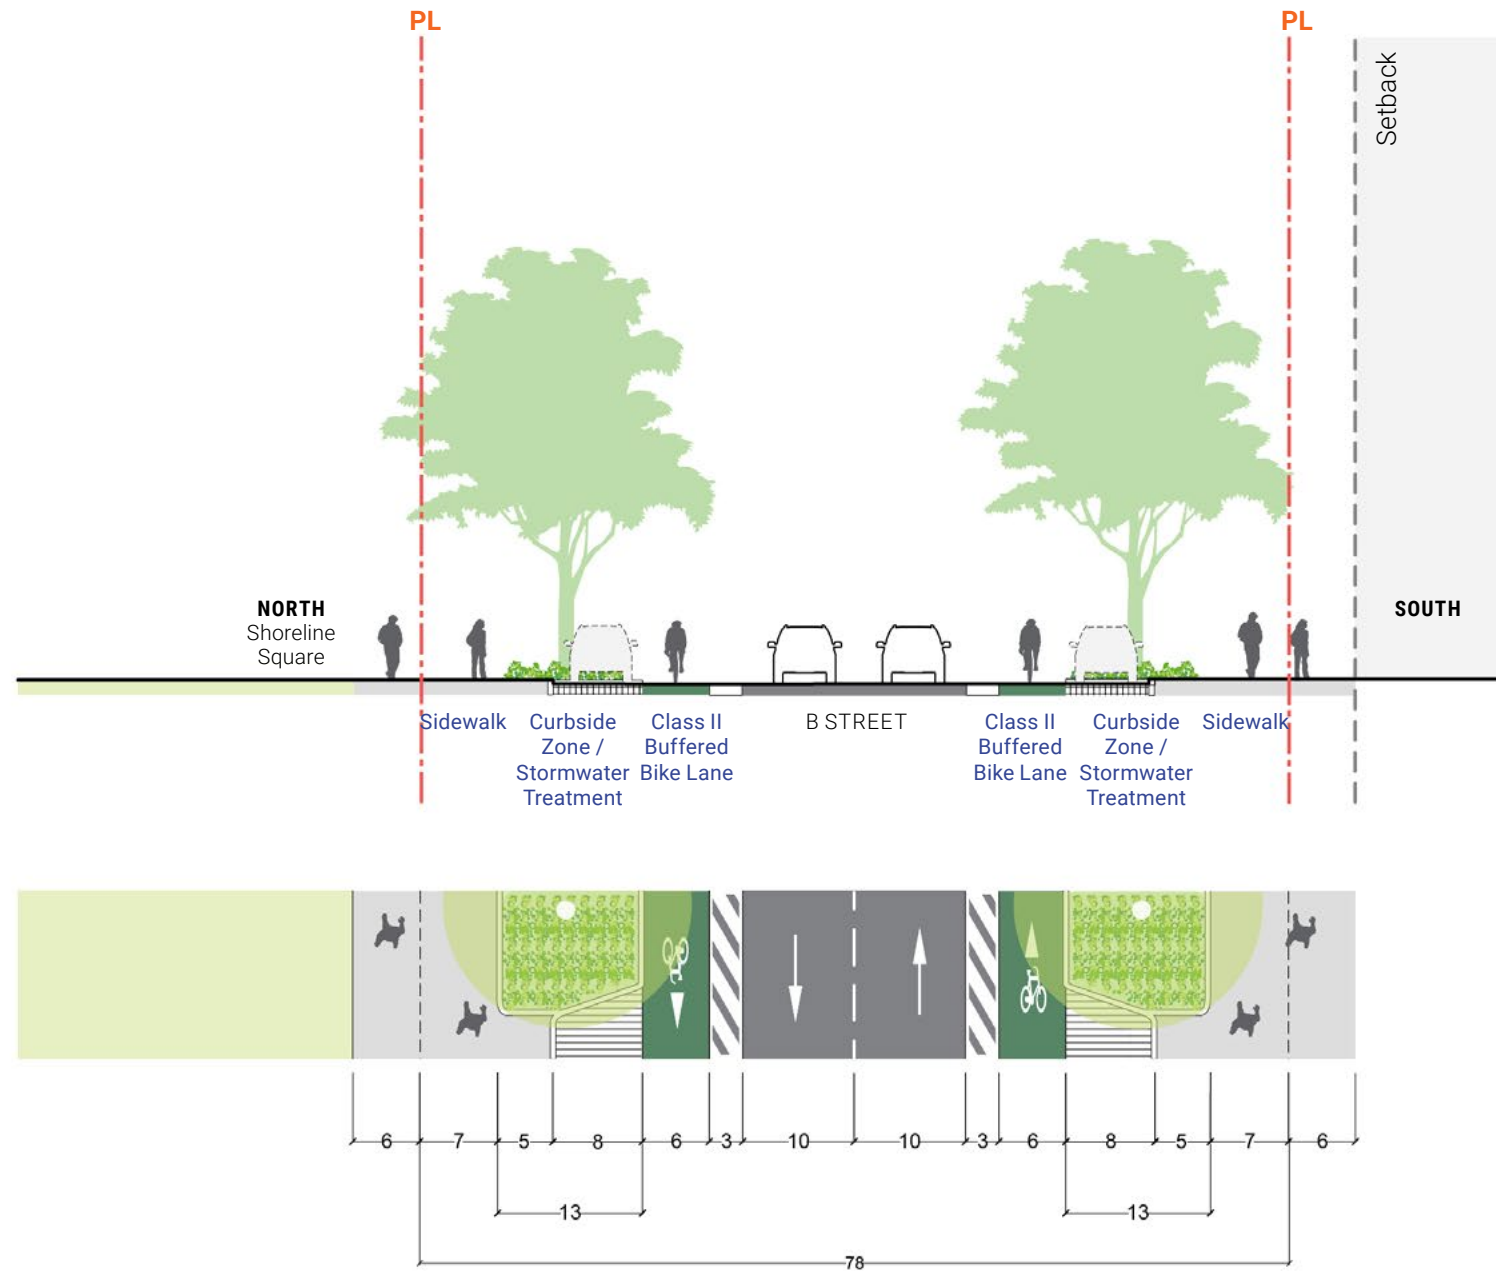 PL
PL
Setback
NORTH
Shoreline
Square
SOUTH
Sidewalk
Curbside
Zone /
Stormwater
Treatment
Class II
Buffered
Bike Lane
B STREET
Class II
Buffered
Bike Lane
Curbside
Zone /
Stormwater
Treatment
Sidewalk
6 7 5 8 6 3 10 10 3 6 8 5 7 6
13 13
78